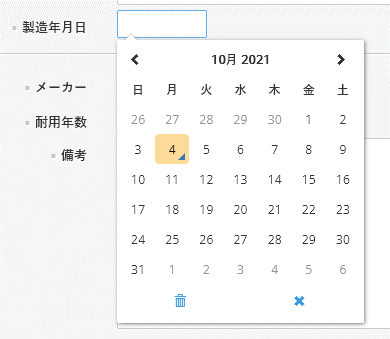 製造年月日
10月 2021
メーカー
日 月 火 水 木 金 土
耐用年数
26 27 28 29 30 1 2
備考
3 4 5 6 7 8 9
10 11 12 13 14 15 16
17 18 19 20 21 22 23
24 25 26 27 28 29 30
31 1 2 3 4 5 6